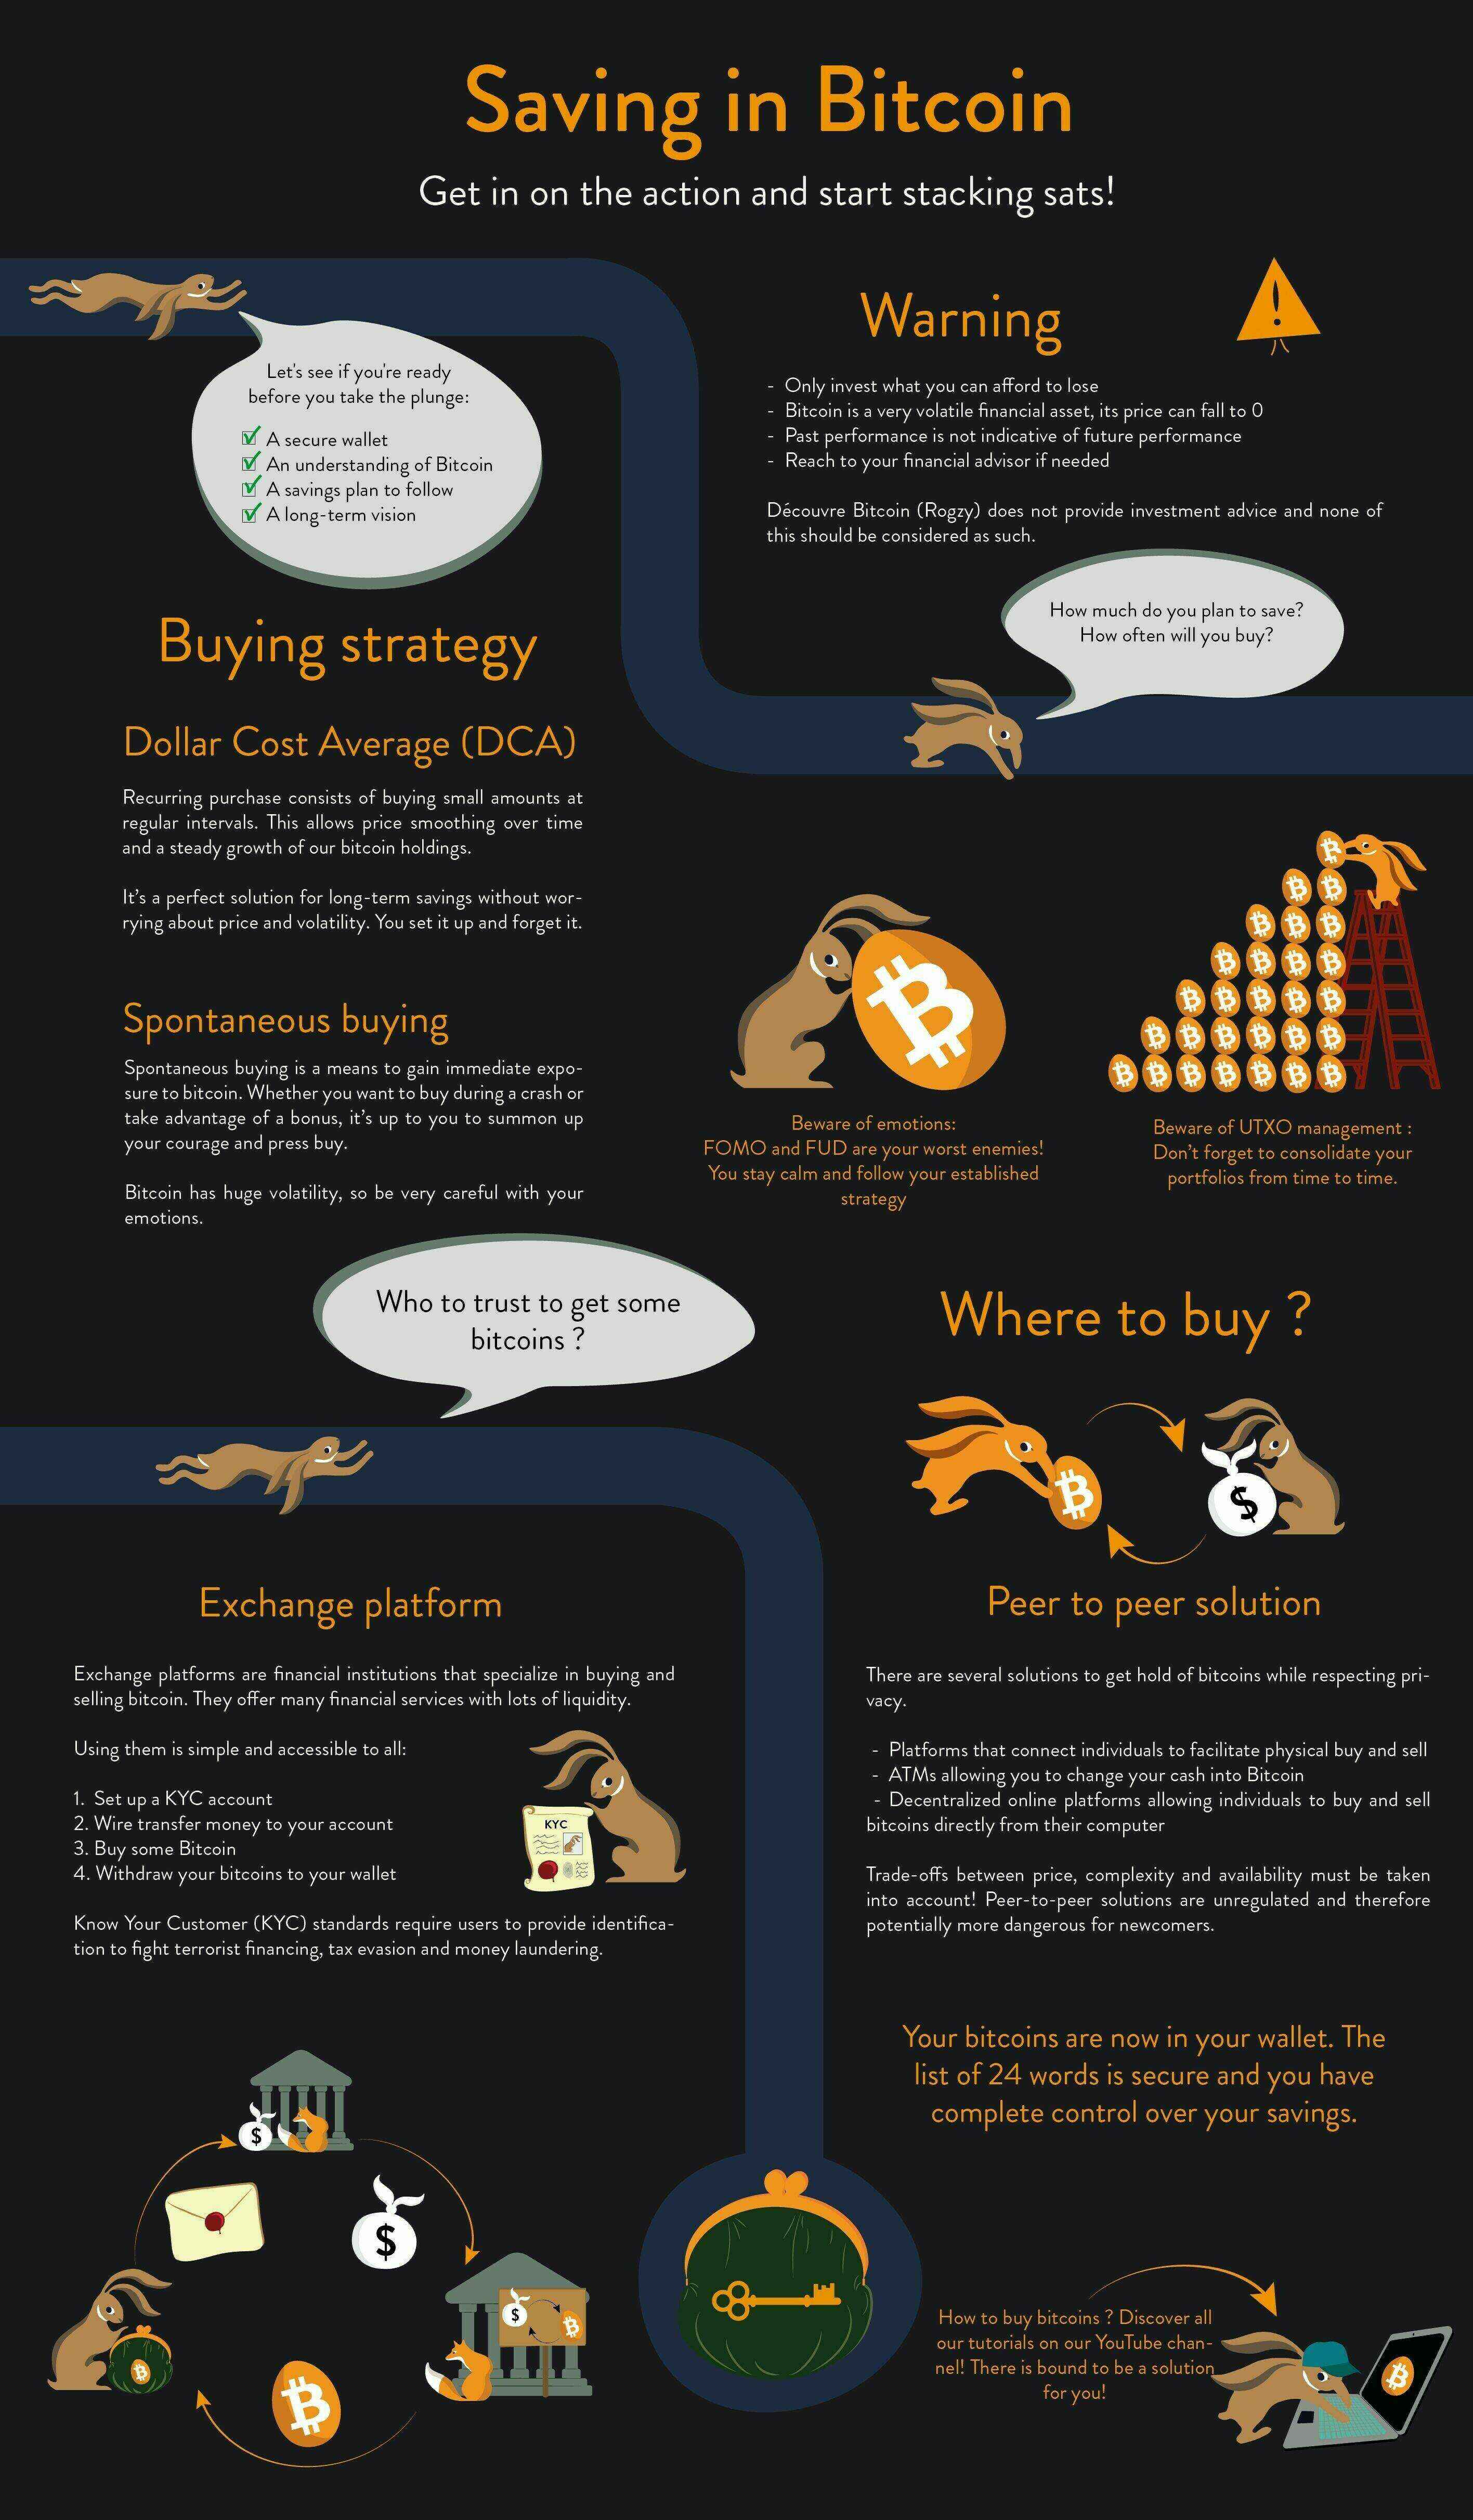 Saving in Bitcoin
Get in on the action and start stacking sats!
Let's see if you're ready
before you take the plunge:
A secure wallet
An understanding of Bitcoin
A savings plan to follow
A long-term vision
Warning
- Only invest what you can afford to lose
- Bitcoin is a very volatile financial asset, its price can fall to 0
- Past performance is not indicative of future performance
- Reach to your financial advisor if needed
Découvre Bitcoin (Rogzy) does not provide investment advice and none of
this should be considered as such.
How much do you plan to save?
How often will you buy?
Buying strategy
Dollar Cost Average (DCA)
Recurring purchase consists of buying small amounts at
regular intervals. This allows price smoothing over time
and a steady growth of our bitcoin holdings.
It's a perfect solution for long-term savings without wor-
rying about price and volatility. You set it up and forget it.
Spontaneous buying
Spontaneous buying is a means to gain immediate expo-
sure to bitcoin. Whether you want to buy during a crash or
take advantage of a bonus, it's up to you to summon up
your courage and press buy.
Bitcoin has huge volatility, so be very careful with your
emotions.
Beware of emotions:
FOMO and FUD are your worst enemies!
You stay calm and follow your established
strategy
Beware of UTXO management :
Don't forget to consolidate your
portfolios from time to time.
Who to trust to get some
bitcoins ?
Where to buy ?
$
Exchange platform
Exchange platforms are financial institutions that specialize in buying and
selling bitcoin. They offer many financial services with lots of liquidity.
Using them is simple and accessible to all:
1. Set up a KYC account
2. Wire transfer money to your account
3. Buy some Bitcoin
4. Withdraw your bitcoins to your wallet
KYC
Know Your Customer (KYC) standards require users to provide identifica-
tion to fight terrorist financing, tax evasion and money laundering.
Peer to peer solution
There are several solutions to get hold of bitcoins while respecting pri-
vacy.
- Platforms that connect individuals to facilitate physical buy and sell
- ATMs allowing you to change your cash into Bitcoin
- Decentralized online platforms allowing individuals to buy and sell
bitcoins directly from their computer
Trade-offs between price, complexity and availability must be taken
into account! Peer-to-peer solutions are unregulated and therefore
potentially more dangerous for newcomers.
Your bitcoins are now in your wallet. The
list of 24 words is secure and you have
complete control over your savings.
$
$
$
How to buy bitcoins ? Discover all
our tutorials on our YouTube chan-
nel! There is bound to be a solution
for you!